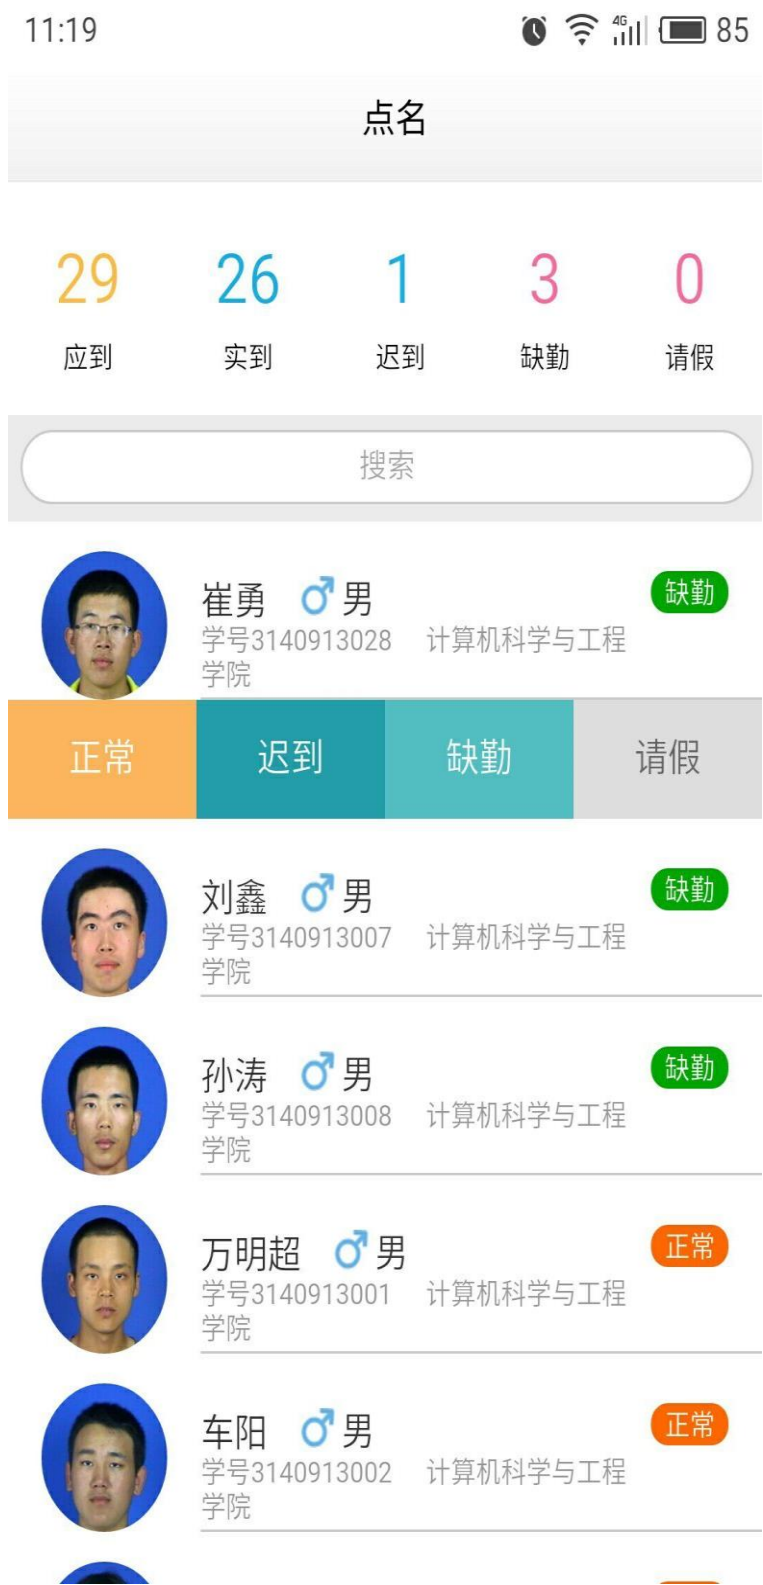 11:19 4G 85
点名
29 26 1 3 0
应到 实到 迟到 缺勤 请假
搜索
崔勇 男 缺勤
学号3140913028 计算机科学与工程
学院
正常 迟到 缺勤 请假
刘鑫 男 缺勤
学号3140913007 计算机科学与工程
学院
孙涛 男 缺勤
学号3140913008 计算机科学与工程
学院
万明超 男 正常
学号3140913001 计算机科学与工程
学院
车阳 男 正常
学号3140913002 计算机科学与工程
学院